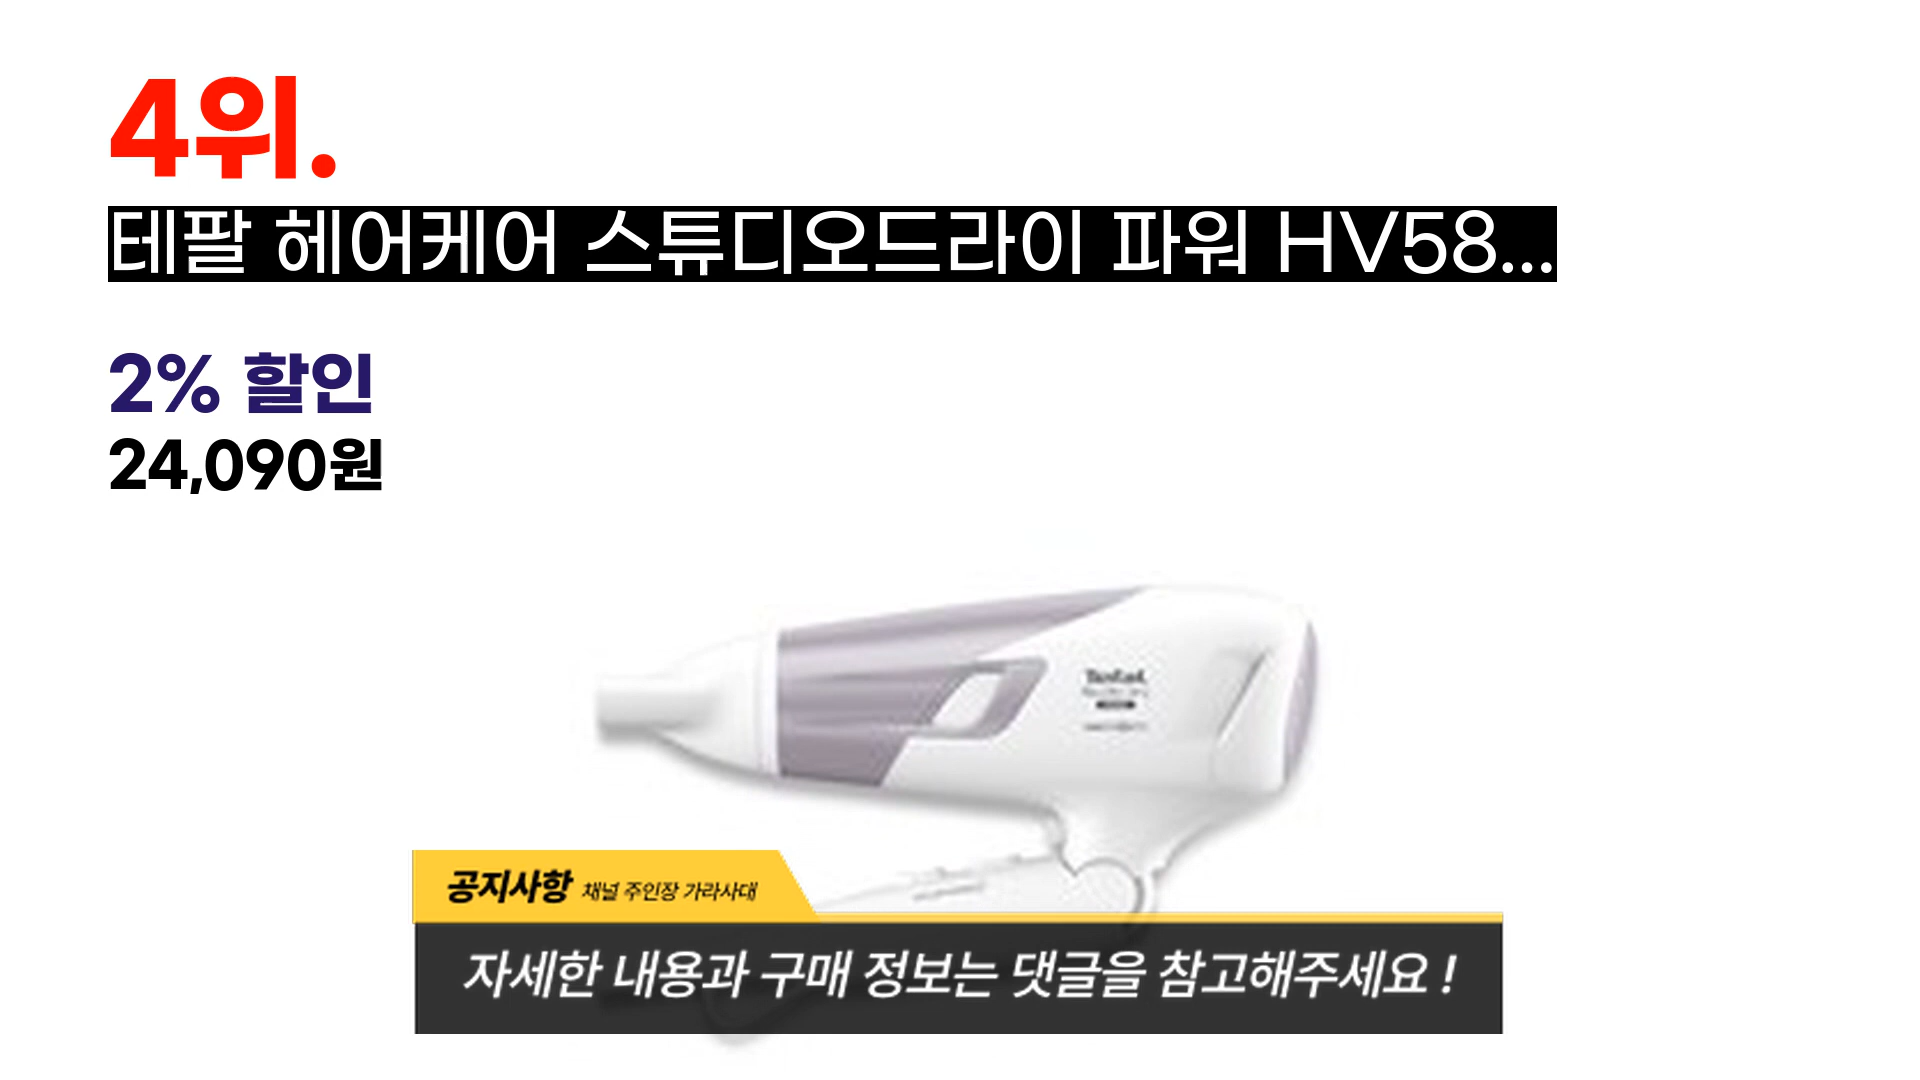 4위.
테팔 헤어케어 스튜디오드라이 파워 HV58...
2% 할인
24,090원
Tefal
공지사항 채널 주인장 가라사대
자세한 내용과 구매 정보는 댓글을 참고해주세요 !